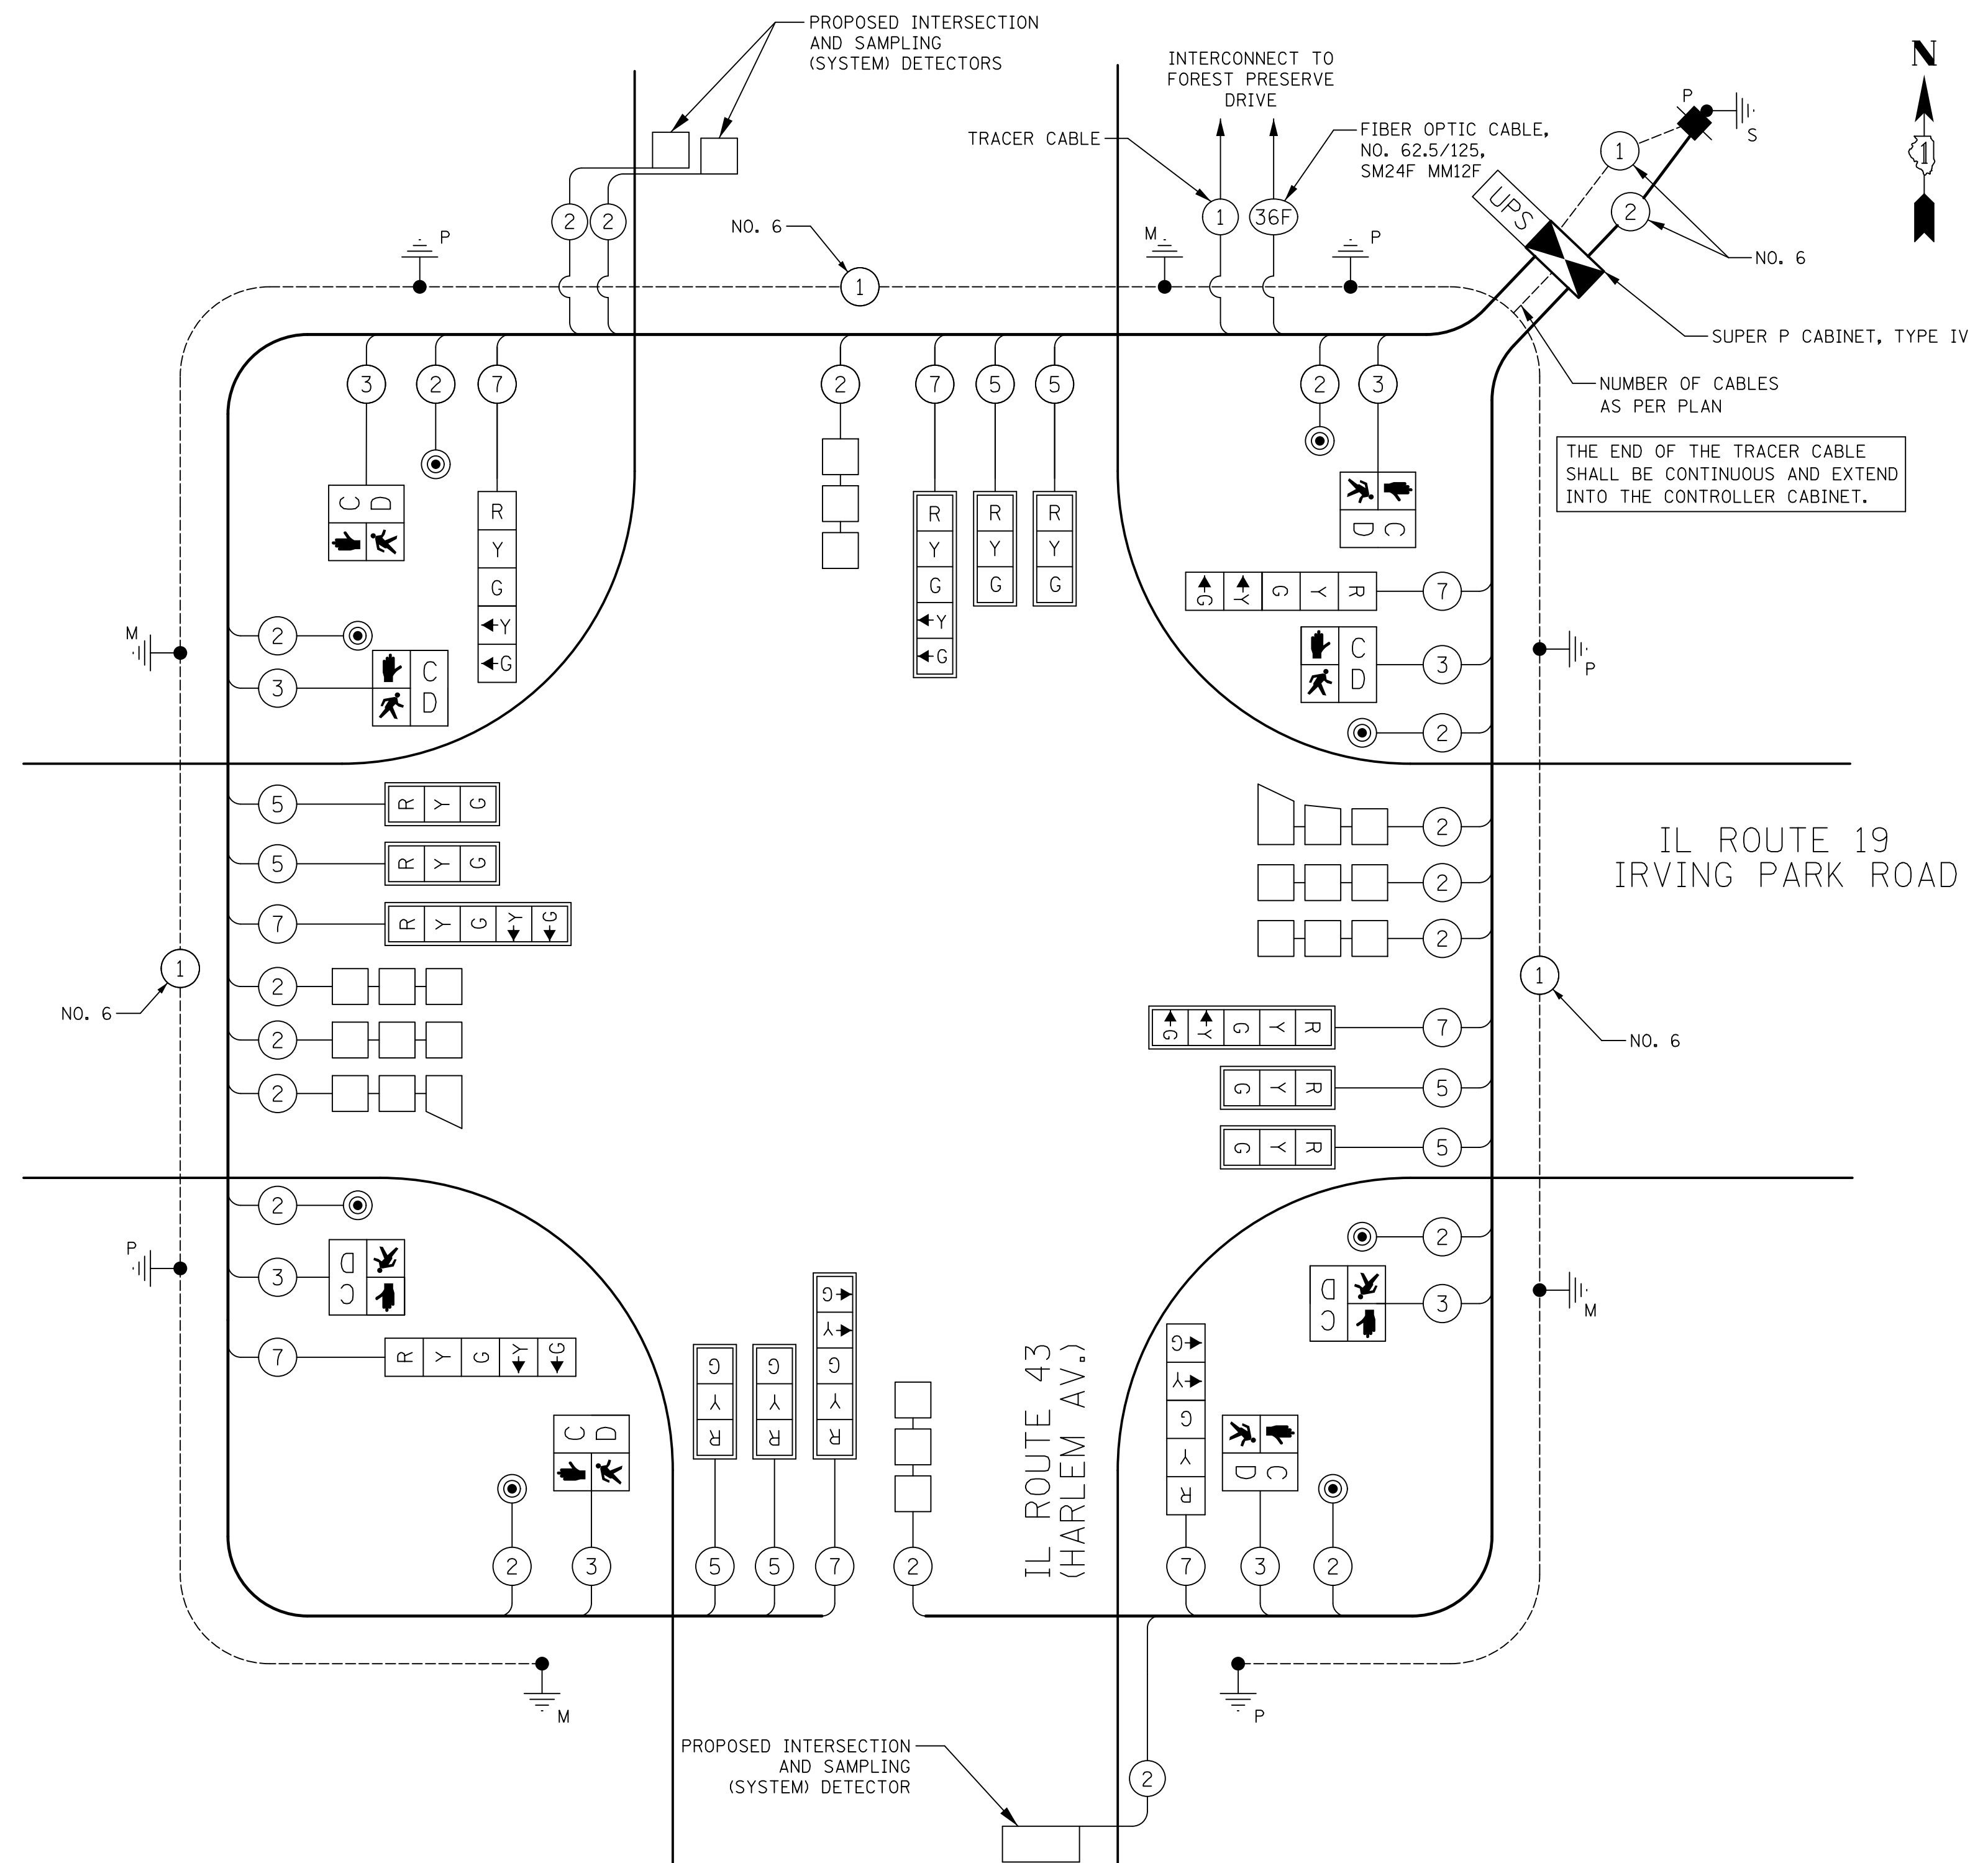 PROPOSED INTERSECTION
AND SAMPLING
(SYSTEM) DETECTORS
INTERCONNECT TO
FOREST PRESERVE
DRIVE
TRACER CABLE
FIBER OPTIC CABLE,
NO. 62.5/125,
SM24F MM12F
N
1
P
S
1
2
UPS
NO. 6
2
2
1
36F
P
NO. 6
1
M
P
SUPER P CABINET, TYPE IV
NUMBER OF CABLES
AS PER PLAN
THE END OF THE TRACER CABLE
SHALL BE CONTINUOUS AND EXTEND
INTO THE CONTROLLER CABINET.
3
2
7
2
7
5
5
2
3
C D
R
Y
G
Y
G
R
Y
G
Y
G
R
Y
G
R
Y
G
C D
R Y G Y G
7
M
2
3
C
D
C
D
3
2
P
5
R Y G
5
R Y G
7
R Y G Y G
2
2
2
2
2
2
IL ROUTE 19
IRVING PARK ROAD
1
NO. 6
1
NO. 6
R Y G Y G
7
R Y G
5
R Y G
5
2
3
C D
P
7
R Y G Y G
2
3
C D
M
C D
2
3
R Y G
5
R Y G
5
R Y G Y G
7
2
IL ROUTE 43
(HARLEM AV.)
R Y G Y G
7
C D
3
2
M
P
PROPOSED INTERSECTION
AND SAMPLING
(SYSTEM) DETECTOR
2